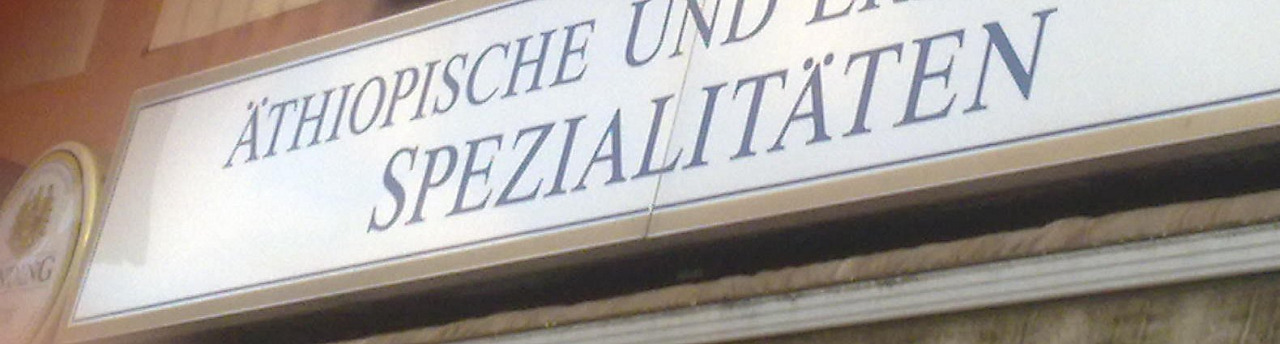 ÄTHIOPISCHE UND
SPEZIALITÄTEN